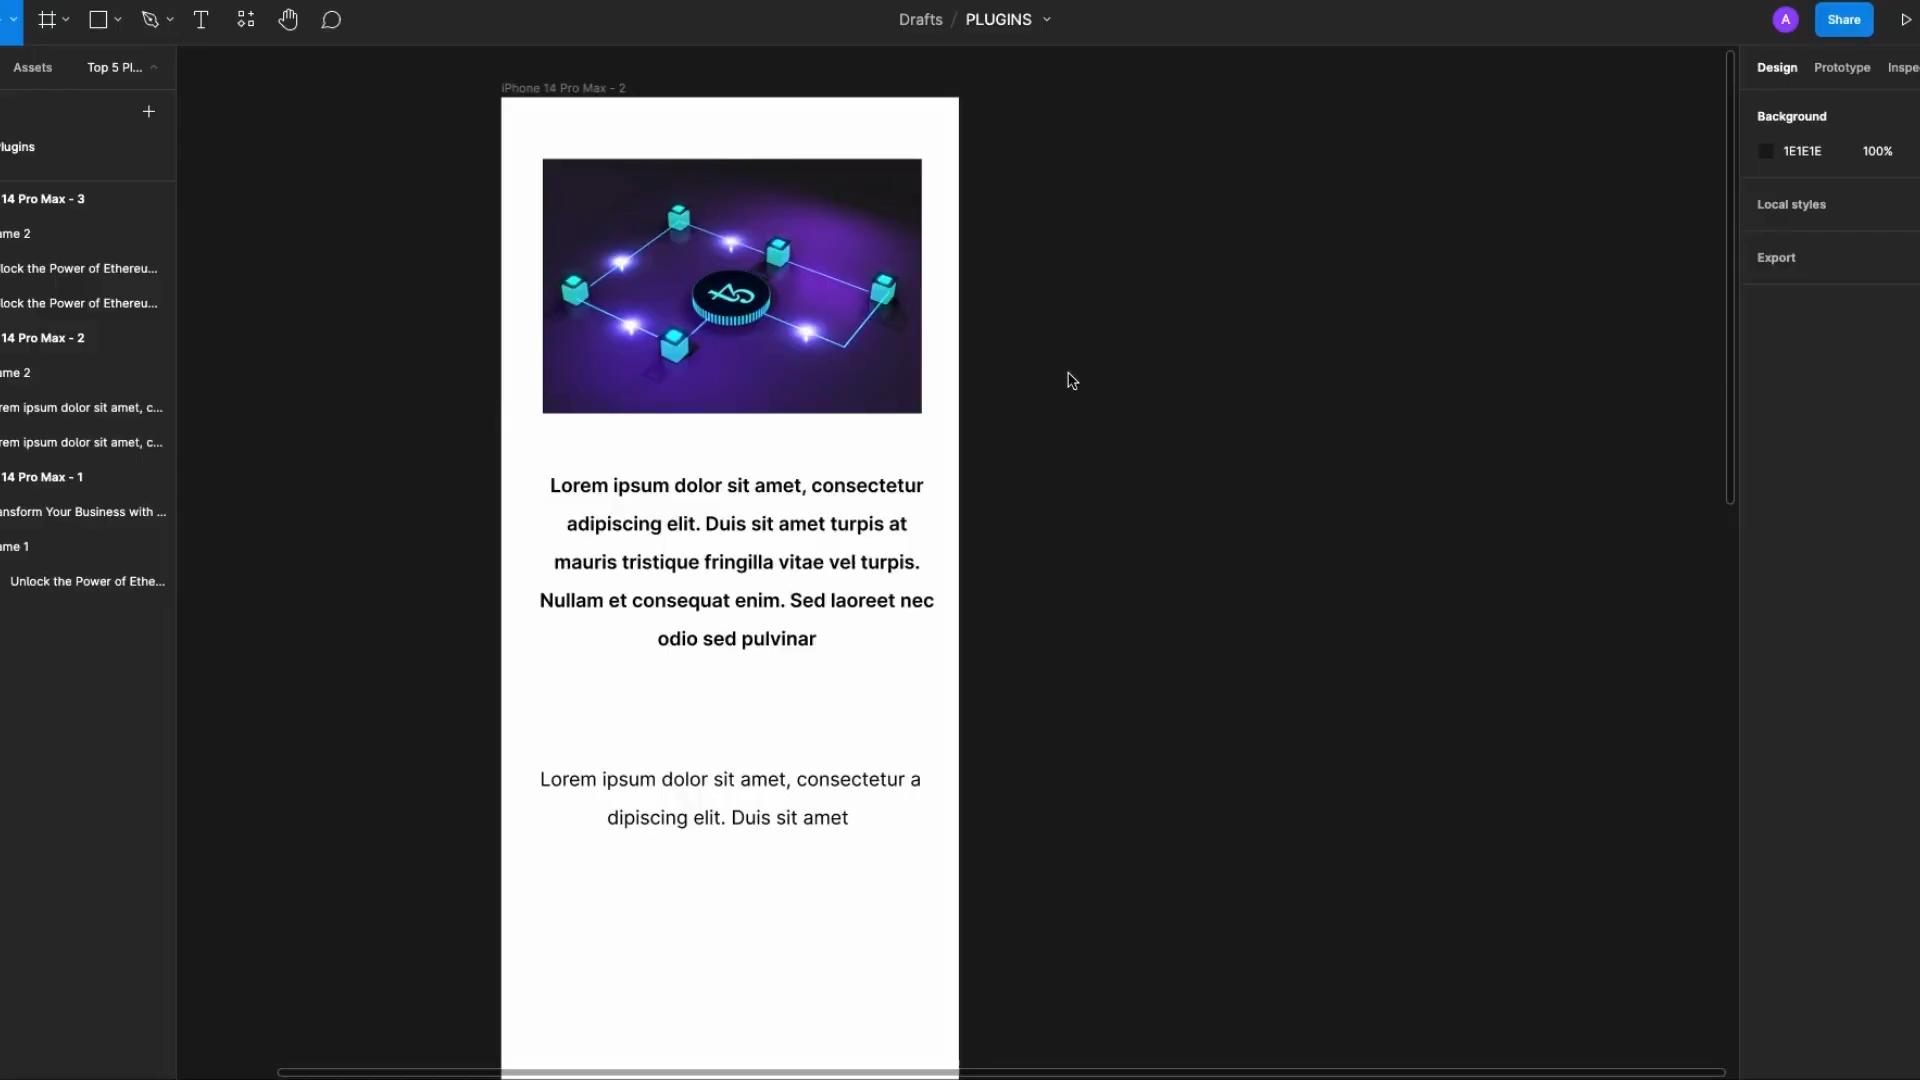 Drafts / PLUGINS
A
Share
Assets
Top 5 Pl...
lugins
14 Pro Max - 3
ame 2
lock the Power of Ethereu...
lock the Power of Ethereu...
14 Pro Max - 2
ame 2
rem ipsum dolor sit amet, c...
rem ipsum dolor sit amet, c...
14 Pro Max - 1
ansform Your Business with ...
ame 1
Unlock the Power of Ethe...
iPhone 14 Pro Max - 2
Lorem ipsum dolor sit amet, consectetur
adipiscing elit. Duis sit amet turpis at
mauris tristique fringilla vitae vel turpis.
Nullam et consequat enim. Sed laoreet nec
odio sed pulvinar
Lorem ipsum dolor sit amet, consectetur a
dipiscing elit. Duis sit amet
Design Prototype Inspe
Background
1E1E1E 100%
Local styles
Export